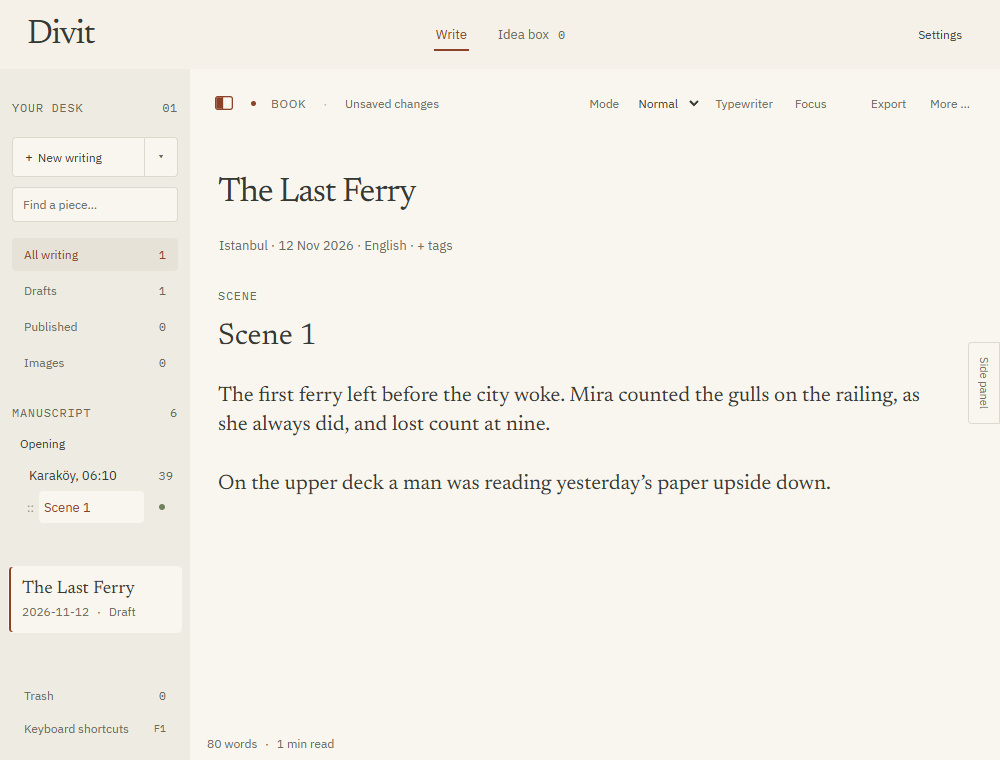 Divit
Write
Idea box 0
Settings
YOUR DESK 01
+ New writing
Find a piece...
All writing 1
Drafts 1
Published 0
Images 0
MANUSCRIPT 6
Opening
Karaköy, 06:10 39
:: Scene 1
The Last Ferry
2026-11-12 · Draft
Trash 0
Keyboard shortcuts F1
BOOK · Unsaved changes
Mode Normal Typewriter Focus Export More ...
The Last Ferry
Istanbul · 12 Nov 2026 · English · + tags
SCENE
Scene 1
The first ferry left before the city woke. Mira counted the gulls on the railing, as
she always did, and lost count at nine.
On the upper deck a man was reading yesterday’s paper upside down.
Side panel
80 words · 1 min read